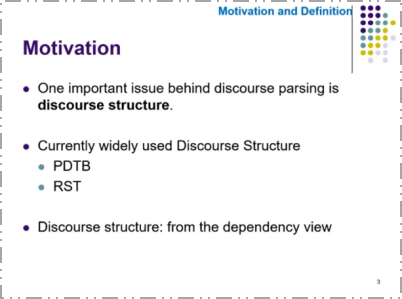 Motivation and Definition
Motivation
One important issue behind discourse parsing is
discourse structure.
Currently widely used Discourse Structure
PDTB
RST
Discourse structure: from the dependency view
3